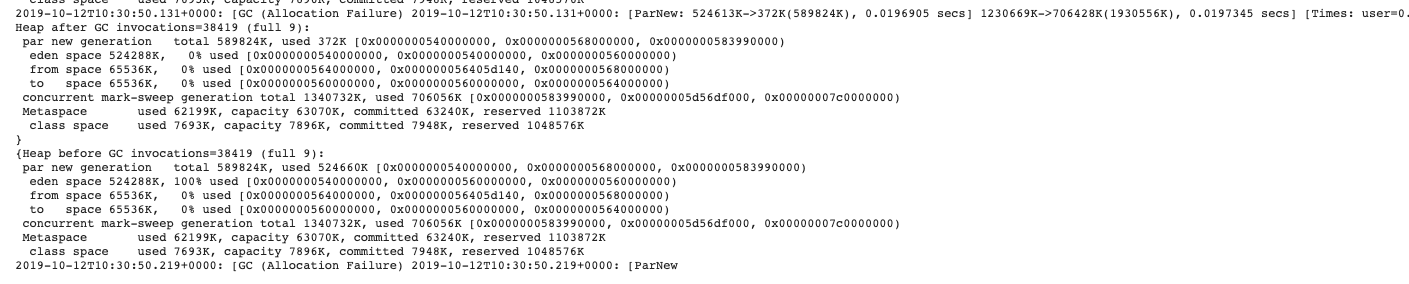 2019-10-12T10:30:50.131+0000: [GC (Allocation Failure) 2019-10-12T10:30:50.131+0000: [ParNew: 524613K->372K(589824K), 0.0196905 secs] 1230669K->706428K(1930556K), 0.0197345 secs] [Times: user=0.
Heap after GC invocations=38419 (full 9):
par new generation total 589824K, used 372K [0x0000000540000000, 0x0000000568000000, 0x0000000583990000)
eden space 524288K, 0% used [0x0000000540000000, 0x0000000540000000, 0x0000000560000000)
from space 65536K, 0% used [0x0000000564000000, 0x000000056405d140, 0x0000000568000000)
to space 65536K, 0% used [0x0000000560000000, 0x0000000560000000, 0x0000000564000000)
concurrent mark-sweep generation total 1340732K, used 706056K [0x0000000583990000, 0x00000005d56df000, 0x00000007c0000000)
Metaspace used 62199K, capacity 63070K, committed 63240K, reserved 1103872K
class space used 7693K, capacity 7896K, committed 7948K, reserved 1048576K
}
{Heap before GC invocations=38419 (full 9):
par new generation total 589824K, used 524660K [0x0000000540000000, 0x0000000568000000, 0x0000000583990000)
eden space 524288K, 100% used [0x0000000540000000, 0x0000000560000000, 0x0000000560000000)
from space 65536K, 0% used [0x0000000564000000, 0x000000056405d140, 0x0000000568000000)
to space 65536K, 0% used [0x0000000560000000, 0x0000000560000000, 0x0000000564000000)
concurrent mark-sweep generation total 1340732K, used 706056K [0x0000000583990000, 0x00000005d56df000, 0x00000007c0000000)
Metaspace used 62199K, capacity 63070K, committed 63240K, reserved 1103872K
class space used 7693K, capacity 7896K, committed 7948K, reserved 1048576K
2019-10-12T10:30:50.219+0000: [GC (Allocation Failure) 2019-10-12T10:30:50.219+0000: [ParNew